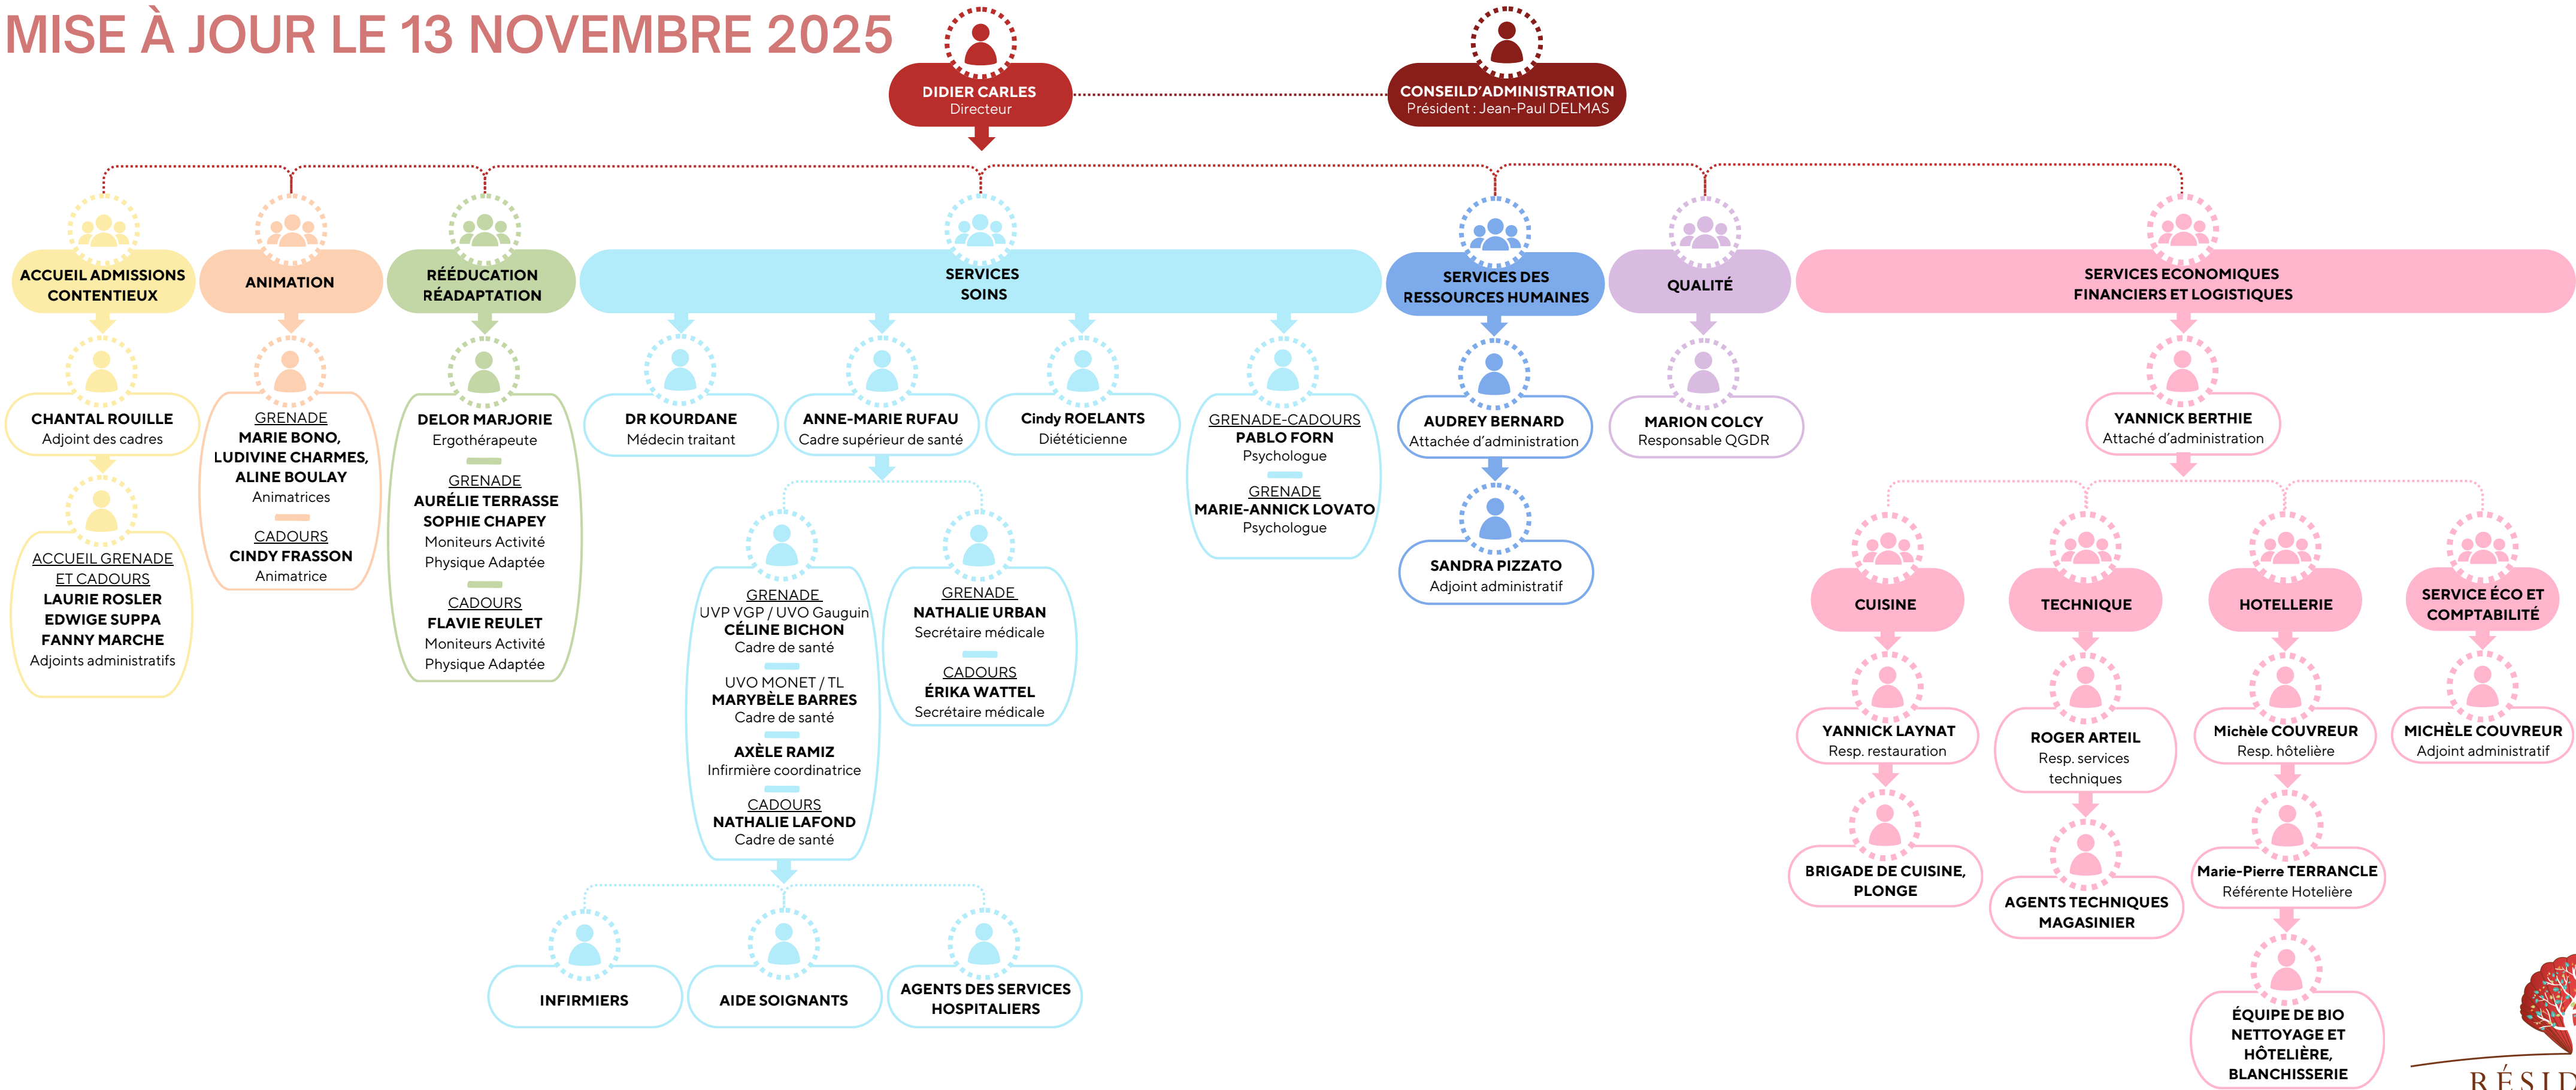 MISE À JOUR LE 13 NOVEMBRE 2025
DIDIER CARLES
Directeur
CONSEILD'ADMINISTRATION
Président : Jean-Paul DELMAS
ACCUEIL ADMISSIONS
CONTENTIEUX
CHANTAL ROUILLE
Adjoint des cadres
ACCUEIL GRENADE
ET CADOURS
LAURIE ROSLER
EDWIGE SUPPA
FANNY MARCHE
Adjoints administratifs
ANIMATION
GRENADE
MARIE BONO,
LUDIVINE CHARMES,
ALINE BOULAY
Animatrices
CADOURS
CINDY FRASSON
Animatrice
RÉÉDUCATION
RÉADAPTATION
DELOR MARJORIE
Ergothérapeute
GRENADE
AURÉLIE TERRASSE
SOPHIE CHAPEY
Moniteurs Activité
Physique Adaptée
CADOURS
FLAVIE REULET
Moniteurs Activité
Physique Adaptée
SERVICES
SOINS
DR KOURDANE
Médecin traitant
ANNE-MARIE RUFAU
Cadre supérieur de santé
GRENADE
UVP VGP / UVO Gauguin
CÉLINE BICHON
Cadre de santé
UVO MONET / TL
MARYBÈLE BARRES
Cadre de santé
AXÈLE RAMIZ
Infirmière coordinatrice
CADOURS
NATHALIE LAFOND
Cadre de santé
GRENADE
NATHALIE URBAN
Secrétaire médicale
CADOURS
ÉRIKA WATTEL
Secrétaire médicale
INFIRMIERS
AIDE SOIGNANTS
AGENTS DES SERVICES
HOSPITALIERS
Cindy ROELANTS
Diététicienne
GRENADE-CADOURS
PABLO FORN
Psychologue
GRENADE
MARIE-ANNICK LOVATO
Psychologue
SERVICES DES
RESSOURCES HUMAINES
AUDREY BERNARD
Attachée d'administration
SANDRA PIZZATO
Adjoint administratif
QUALITÉ
MARION COLCY
Responsable QGDR
SERVICES ECONOMIQUES
FINANCIERS ET LOGISTIQUES
YANNICK BERTHIE
Attaché d'administration
CUISINE
YANNICK LAYNAT
Resp. restauration
BRIGADE DE CUISINE,
PLONGE
TECHNIQUE
ROGER ARTEIL
Resp. services
techniques
AGENTS TECHNIQUES
MAGASINIER
HOTELLERIE
Michèle COUVREUR
Resp. hôtelière
Marie-Pierre TERRANCLE
Référente Hotelière
ÉQUIPE DE BIO
NETTOYAGE ET
HÔTELIÈRE,
BLANCHISSERIE
SERVICE ÉCO ET
COMPTABILITÉ
MICHÈLE COUVREUR
Adjoint administratif